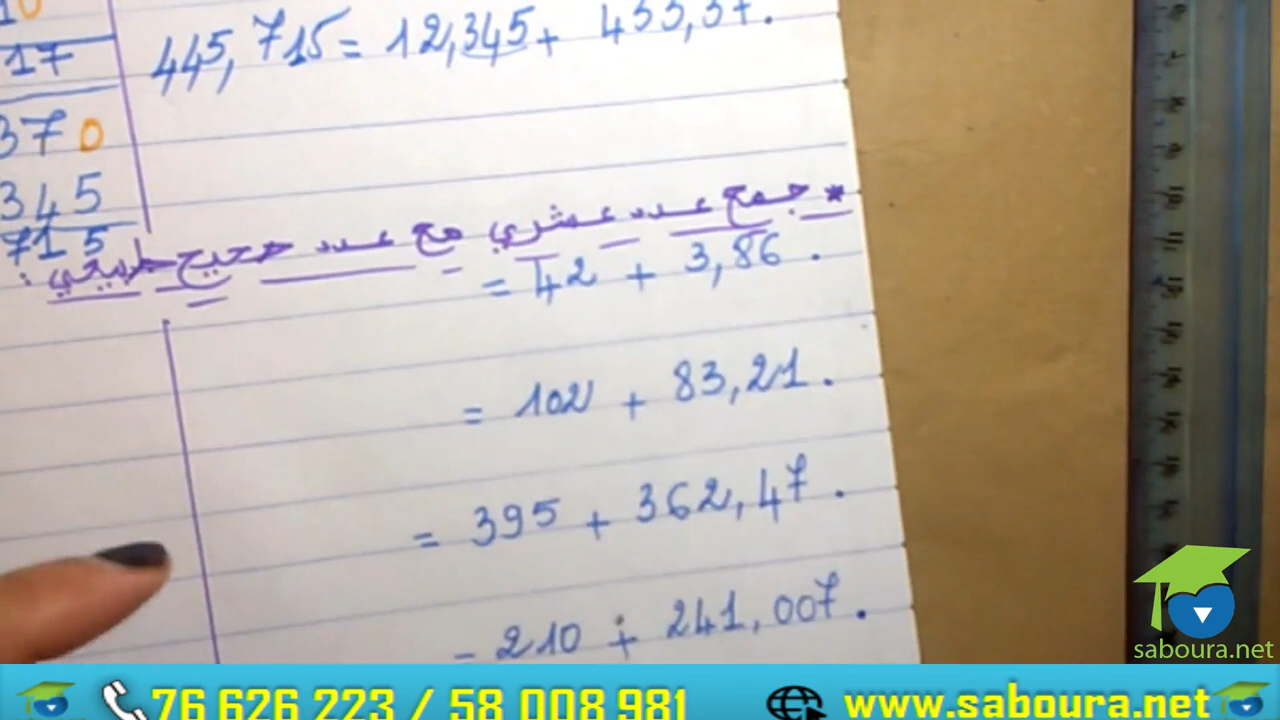 10
17
370
345
715
445,715 = 12,345 + 433,37.
* جمع عدد عشري مع عدد صحيح طبيعي :
= 42 + 3,86 .
= 102 + 83,21 .
= 395 + 362,47 .
= 210 + 241,007 .
saboura.net
76 626 223 / 58 008 981
www.saboura.net